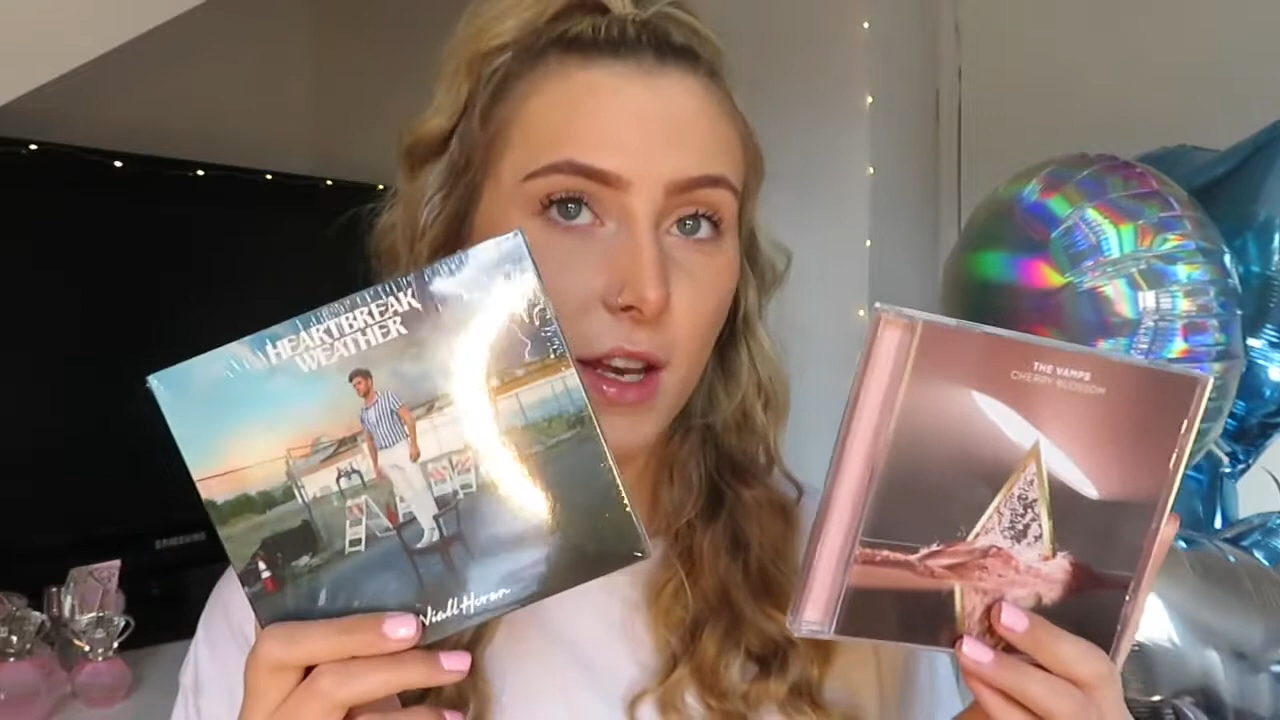 HEARTBREAK
WEATHER
Niall Horan
THE VAMPS
CHERRY BLOSSOM
SAMSUNG